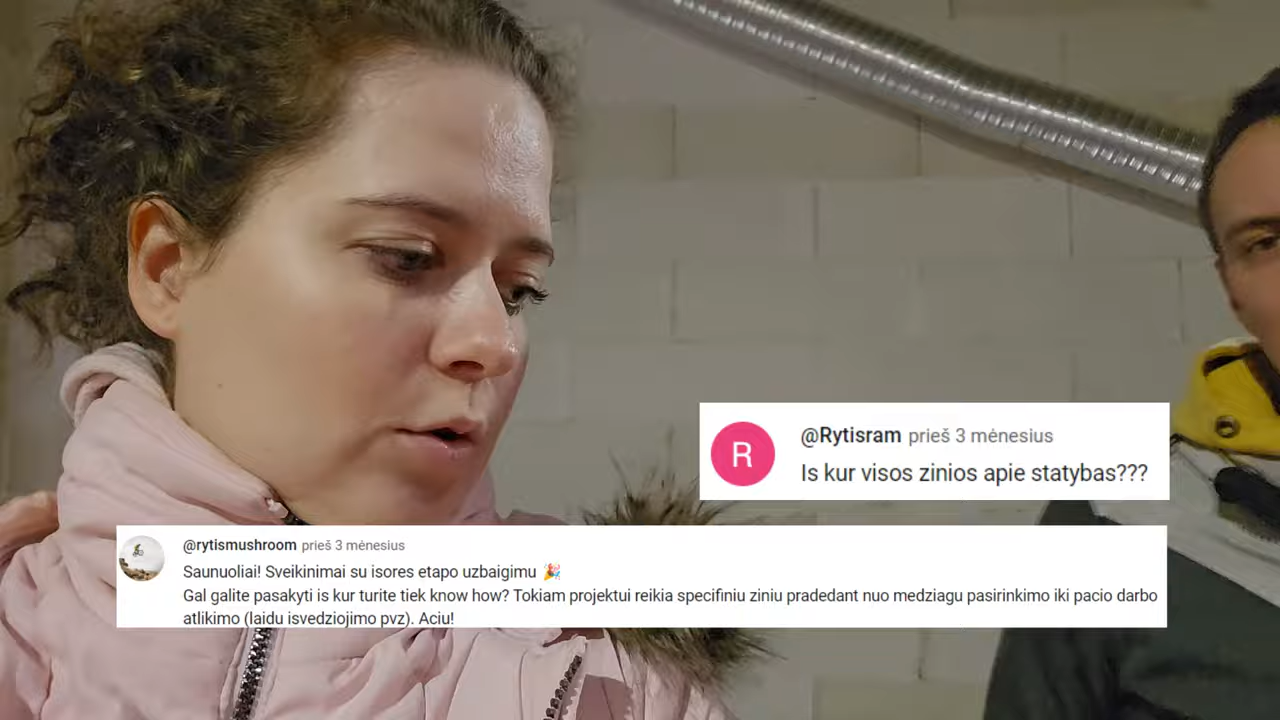 R
@Rytisram prieš 3 mėnesius
Is kur visos zinios apie statybas???
@rytismushroom prieš 3 mėnesius
Saunuoliai! Sveikinimai su isores etapo uzbaigimu 🎉
Gal galite pasakyti is kur turite tiek know how? Tokiam projektui reikia specifiniu ziniu pradedant nuo medziagu pasirinkimo iki pacio darbo
atlikimo (laidu isvedziojimo pvz). Aciu!